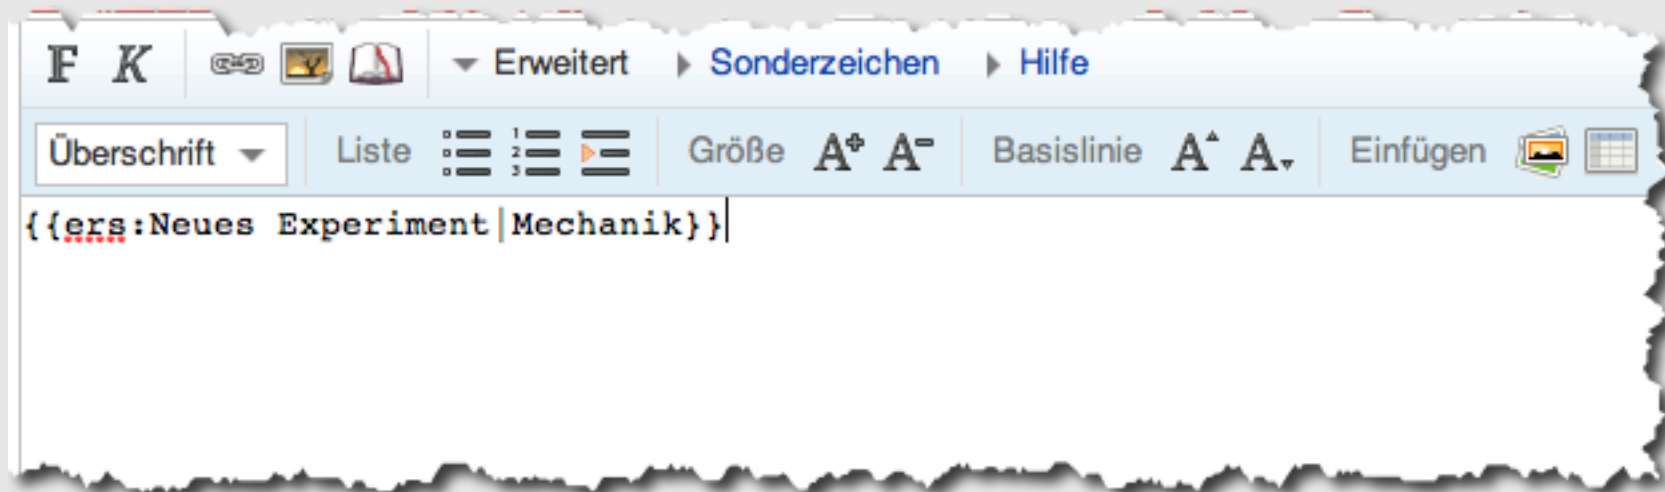 F K Erweitert Sonderzeichen Hilfe
Überschrift Liste Größe A+ A- Basislinie A A Einfügen
{{ers:Neues Experiment|Mechanik}}